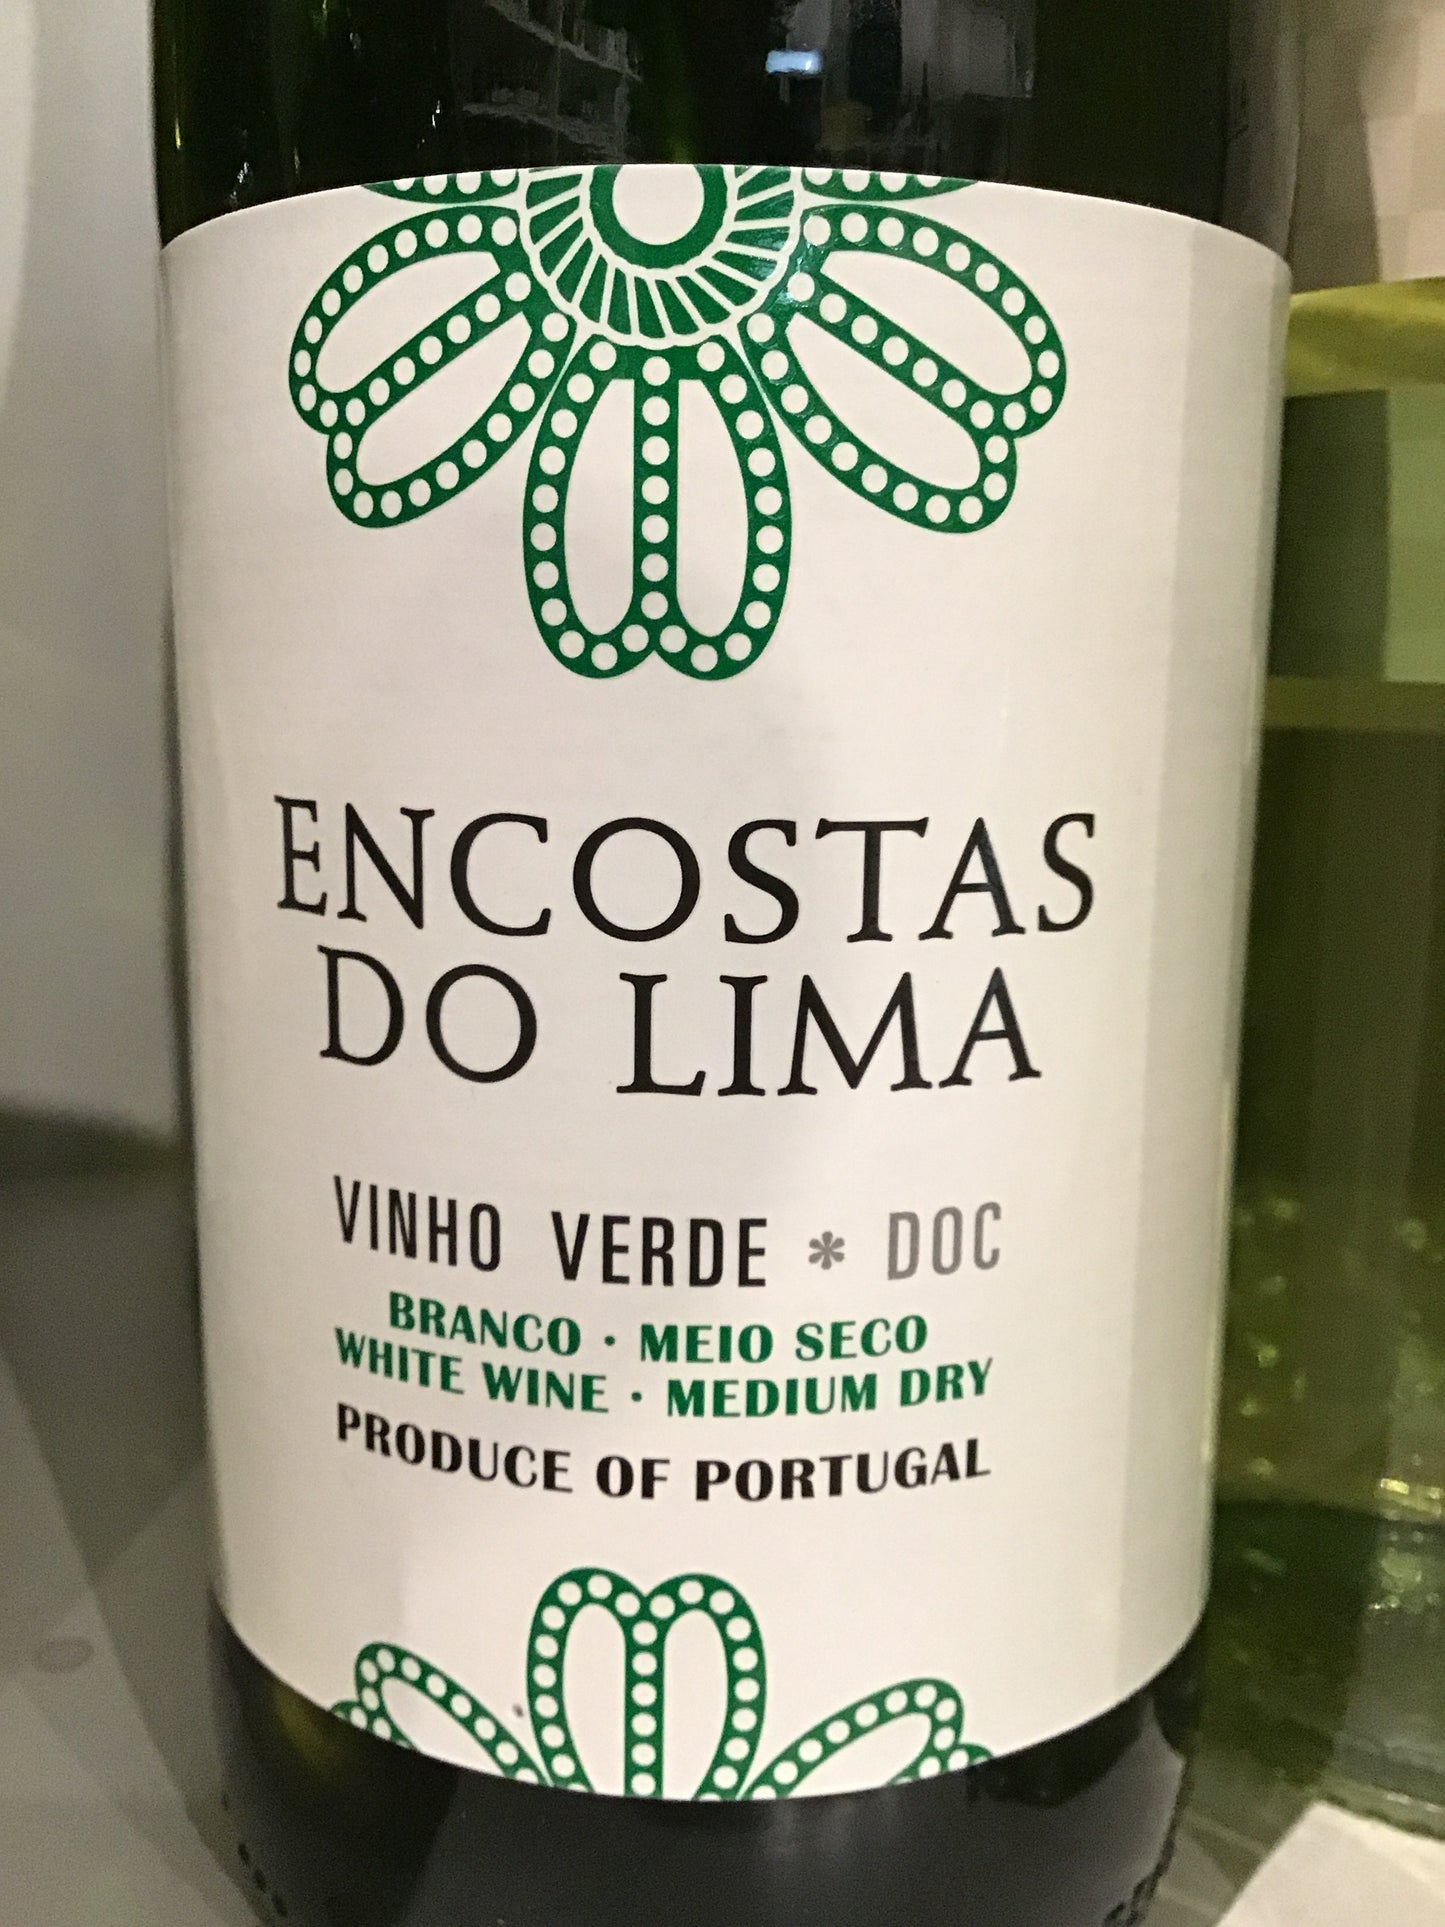 ENCOSTAS
DO LIMA
VINHO VERDE * DOC
BRANCO · MEIO SECO
WHITE WINE · MEDIUM DRY
PRODUCE OF PORTUGAL